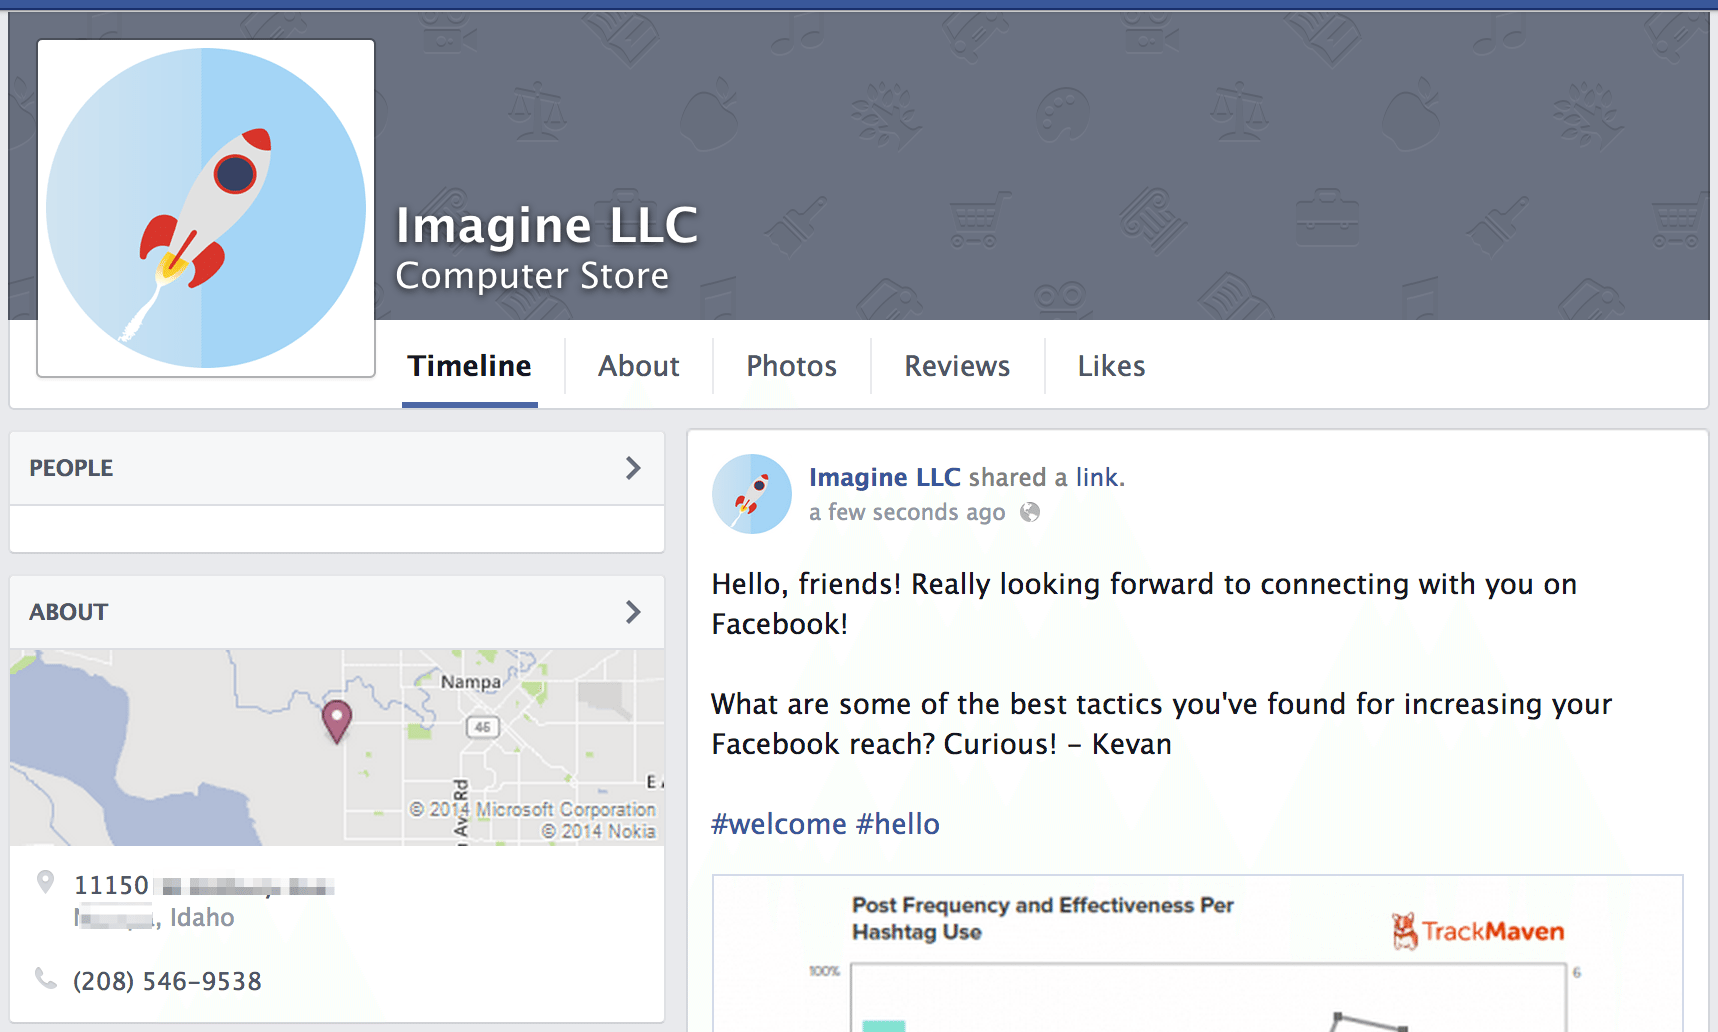 Imagine LLC
Computer Store
Timeline
About
Photos
Reviews
Likes
PEOPLE
ABOUT
Nampa
45
Av. Rd
E
© 2014 Microsoft Corporation
© 2014 Nokia
11150
, Idaho
(208) 546-9538
Imagine LLC shared a link.
a few seconds ago
Hello, friends! Really looking forward to connecting with you on
Facebook!
What are some of the best tactics you've found for increasing your
Facebook reach? Curious! – Kevan
#welcome #hello
Post Frequency and Effectiveness Per
Hashtag Use
TrackMaven
100%
6